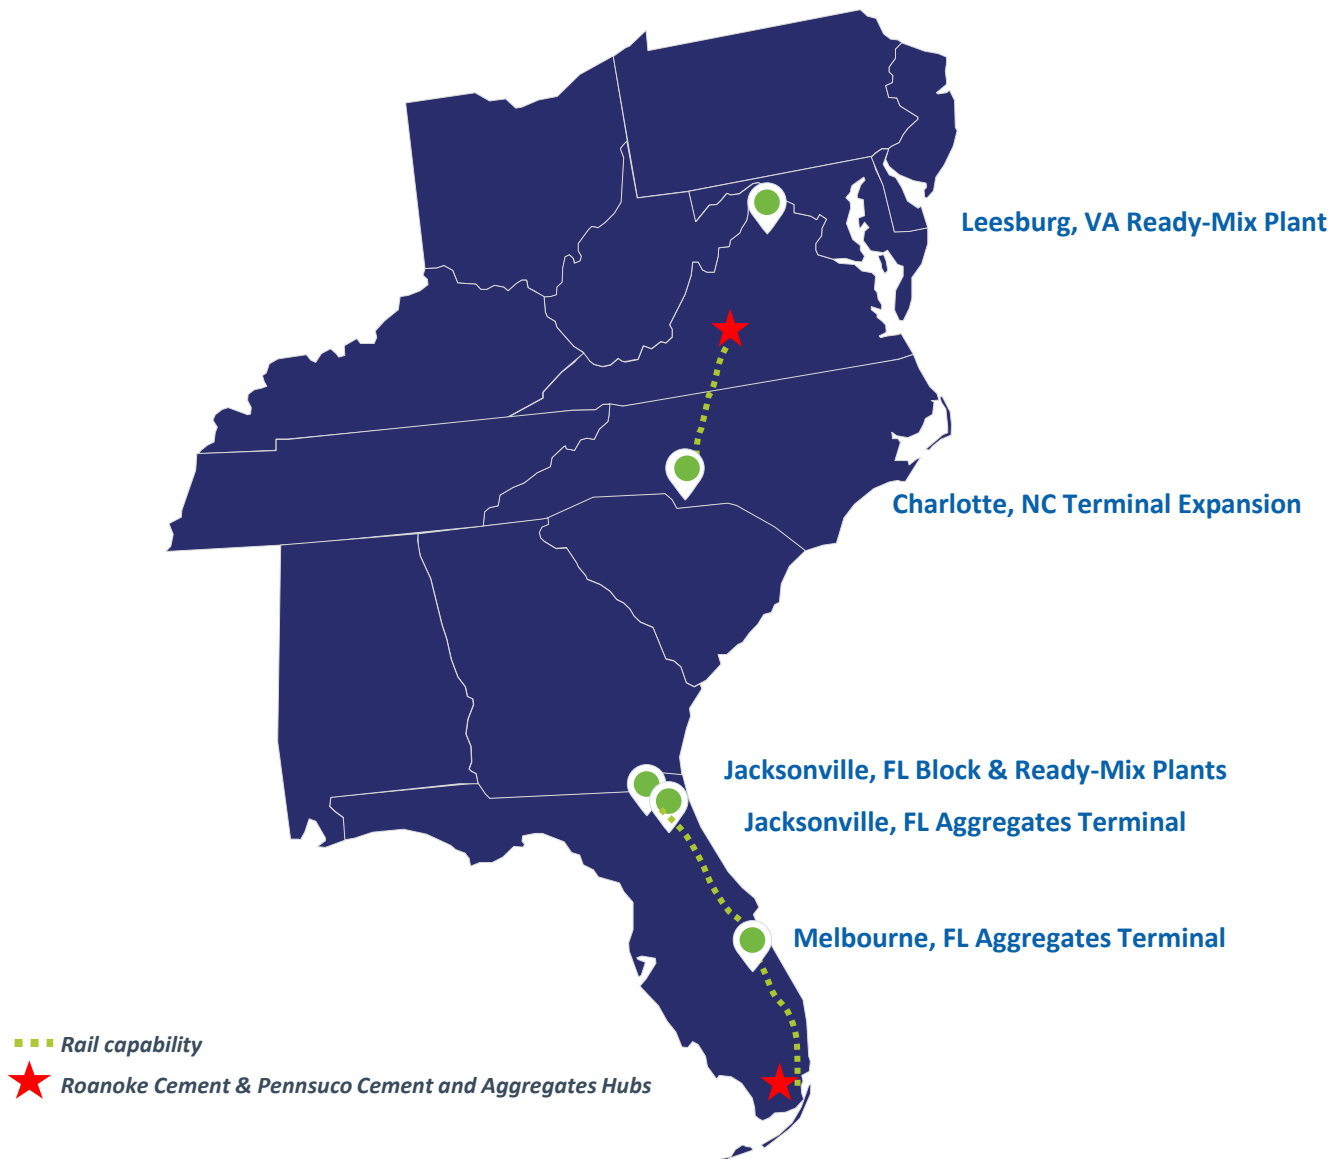 Leesburg, VA Ready-Mix Plant
Charlotte, NC Terminal Expansion
Jacksonville, FL Block & Ready-Mix Plants
Jacksonville, FL Aggregates Terminal
Melbourne, FL Aggregates Terminal
Rail capability
Roanoke Cement & Pennsuco Cement and Aggregates Hubs